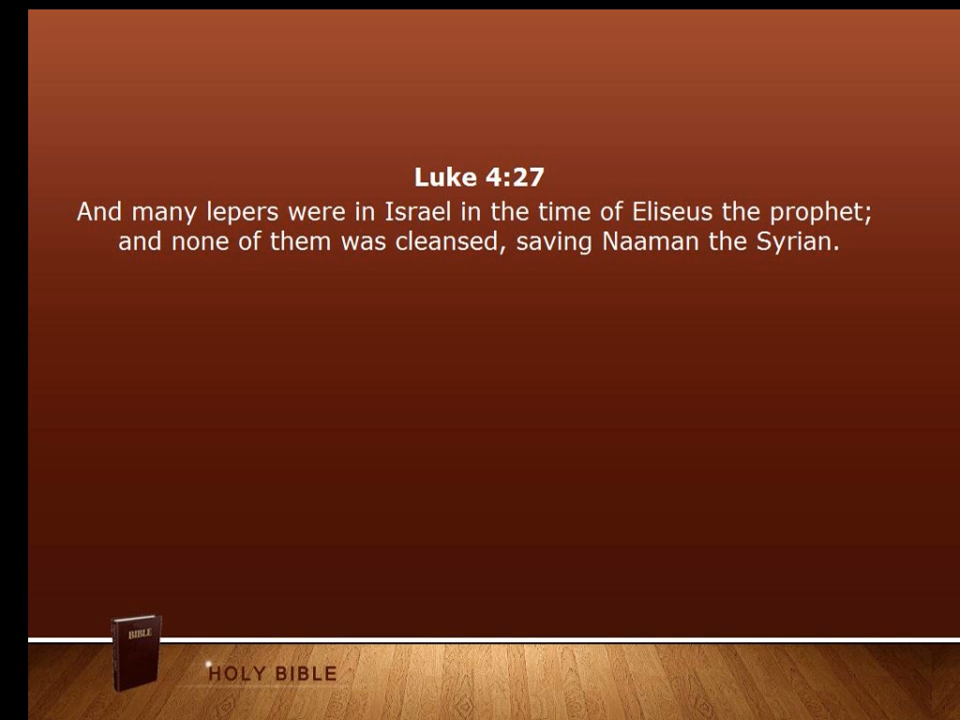 Luke 4:27
And many lepers were in Israel in the time of Eliseus the prophet;
and none of them was cleansed, saving Naaman the Syrian.
BIBLE
HOLY BIBLE